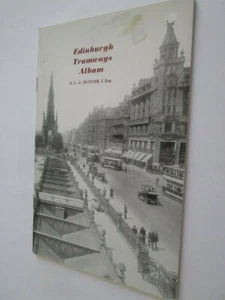 Edinburgh
Tramways
Album
D. L. G. HUNTER, C.Eng